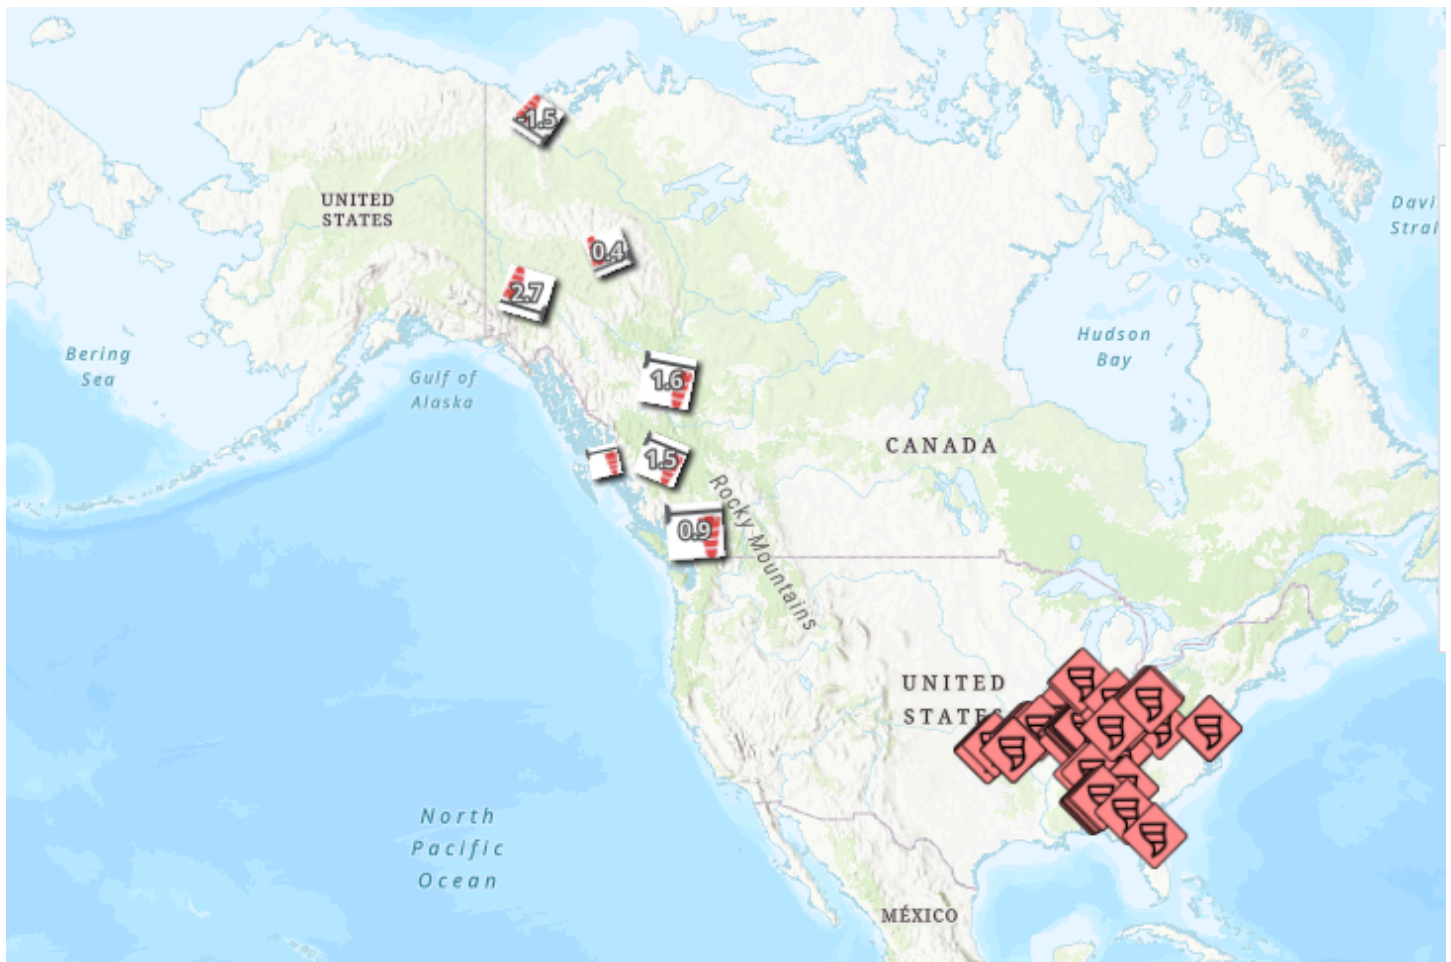 -1.5
UNITED
STATES
Davi
Strai
0.4
2.7
Hudson
Bay
Bering
Sea
Gulf of
Alaska
1.6
CANADA
1.5
Rocky Mountains
0.9
UNITED
STATES
North
Pacific
Ocean
MÉXICO